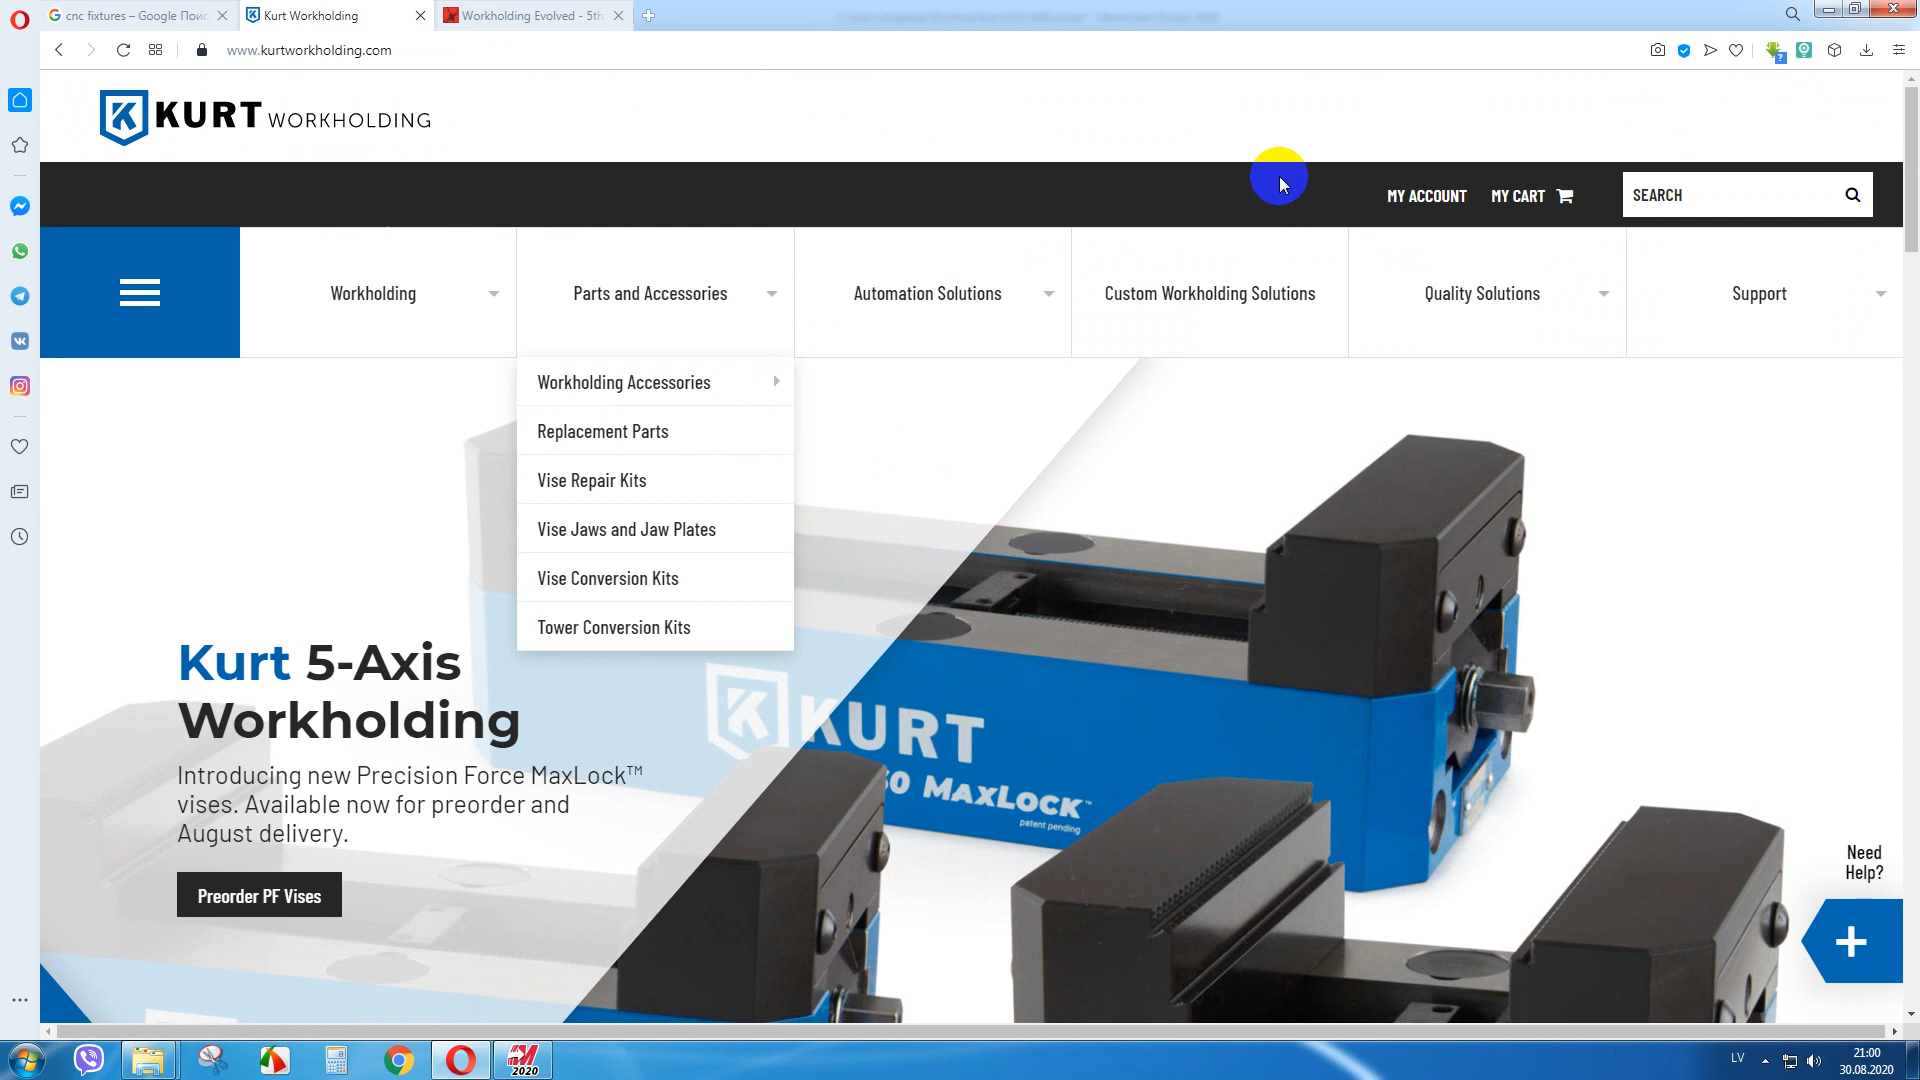 cnc fixtures – Google Поис
Kurt Workholding
Workholding Evolved - 5th
www.kurtworkholding.com
KURT WORKHOLDING
MY ACCOUNT
MY CART
SEARCH
Workholding
Parts and Accessories
Automation Solutions
Custom Workholding Solutions
Quality Solutions
Support
Workholding Accessories
Replacement Parts
Vise Repair Kits
Vise Jaws and Jaw Plates
Vise Conversion Kits
Tower Conversion Kits
Kurt 5-Axis
Workholding
Introducing new Precision Force MaxLock™
vises. Available now for preorder and
August delivery.
Preorder PF Vises
KURT
60 MAXLOCK™
patent pending
Need
Help?
2020
LV
21:00
30.08.2020